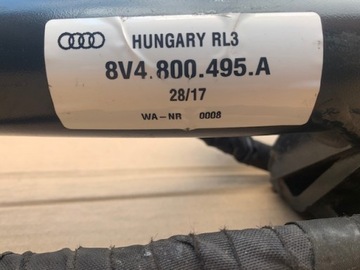 HUNGARY RL3
8V4.800.495.A
28/17
WA-NR 0008